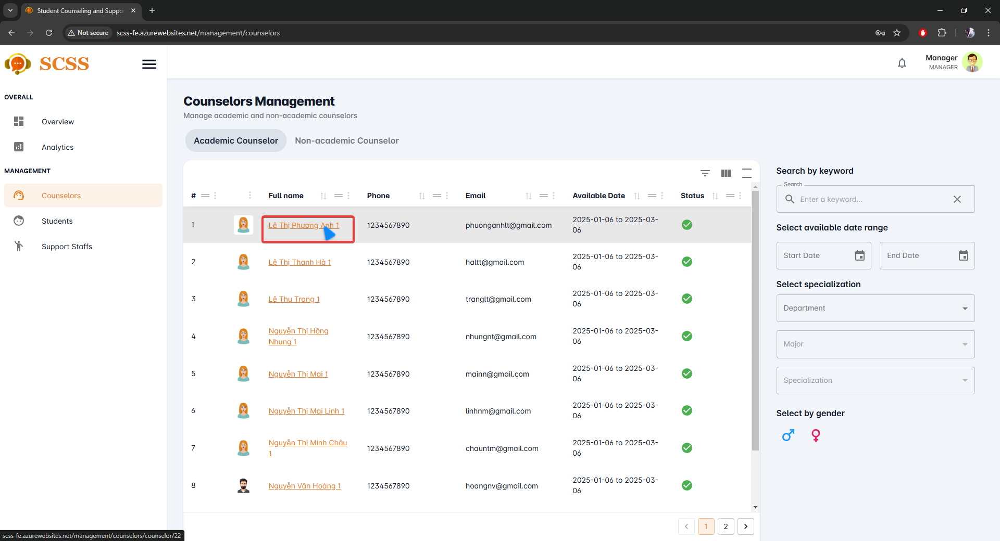 Student Counseling and Suppo
Not secure
scss-fe.azurewebsites.net/management/counselors
SCSS
Manager
MANAGER
OVERALL
Overview
Analytics
MANAGEMENT
Counselors
Students
Support Staffs
Counselors Management
Manage academic and non-academic counselors
Academic Counselor
Non-academic Counselor
# Full name Phone Email Available Date Status
1 Lê Thị Phương Anh 1 1234567890 phuonganhlt@gmail.com 2025-01-06 to 2025-03-
06
2 Lê Thị Thanh Hà 1 1234567890 haltt@gmail.com 2025-01-06 to 2025-03-
06
3 Lê Thu Trang 1 1234567890 tranglt@gmail.com 2025-01-06 to 2025-03-
06
4 Nguyễn Thị Hồng 1234567890 nhungnt@gmail.com 2025-01-06 to 2025-03-
Nhung 1 06
5 Nguyễn Thị Mai 1 1234567890 mainn@gmail.com 2025-01-06 to 2025-03-
06
6 Nguyễn Thị Mai Linh 1 1234567890 linhnm@gmail.com 2025-01-06 to 2025-03-
06
7 Nguyễn Thị Minh Châu 1234567890 chauntm@gmail.com 2025-01-06 to 2025-03-
1 06
8 Nguyễn Văn Hoàng 1 1234567890 hoangnv@gmail.com 2025-01-06 to 2025-03-
06
1 2
Search by keyword
Search
Enter a keyword...
Select available date range
Start Date
End Date
Select specialization
Department
Major
Specialization
Select by gender
scss-fe.azurewebsites.net/management/counselors/counselor/22